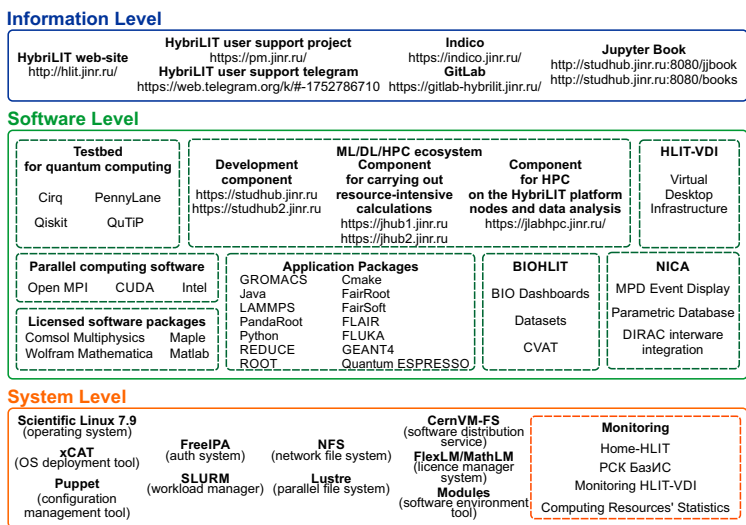 Information Level
HybriLIT web-site
http://hlit.jinr.ru/
HybriLIT user support project
https://pm.jinr.ru/
HybriLIT user support telegram
https://web.telegram.org/k/#-1752786710
Indico
https://indico.jinr.ru/
GitLab
https://gitlab-hybrilit.jinr.ru/
Jupyter Book
http://studhub.jinr.ru:8080/jjbook
http://studhub.jinr.ru:8080/books
Software Level
Testbed
for quantum computing
Cirq PennyLane
Qiskit QuTiP
ML/DL/HPC ecosystem
Development
component
https://studhub.jinr.ru
https://studhub2.jinr.ru
Component
for carrying out
resource-intensive
calculations
https://jhub1.jinr.ru
https://jhub2.jinr.ru
Component
for HPC
on the HybriLIT platform
nodes and data analysis
https://jlabhpc.jinr.ru/
HLIT-VDI
Virtual
Desktop
Infrastructure
Parallel computing software
Open MPI CUDA Intel
Licensed software packages
Comsol Multiphysics Maple
Wolfram Mathematica Matlab
Application Packages
GROMACS Cmake
Java FairRoot
LAMMPS FairSoft
PandaRoot FLAIR
Python FLUKA
REDUCE GEANT4
ROOT Quantum ESPRESSO
BIOHLIT
BIO Dashboards
Datasets
CVAT
NICA
MPD Event Display
Parametric Database
DIRAC interware
integration
System Level
Scientific Linux 7.9
(operating system)
xCAT
(OS deployment tool)
Puppet
(configuration
management tool)
FreeIPA
(auth system)
SLURM
(workload manager)
NFS
(network file system)
Lustre
(parallel file system)
CernVM-FS
(software distribution
service)
FlexLM/MathLM
(licence manager
system)
Modules
(software environment
tool)
Monitoring
Home-HLIT
РСК БазИС
Monitoring HLIT-VDI
Computing Resources' Statistics